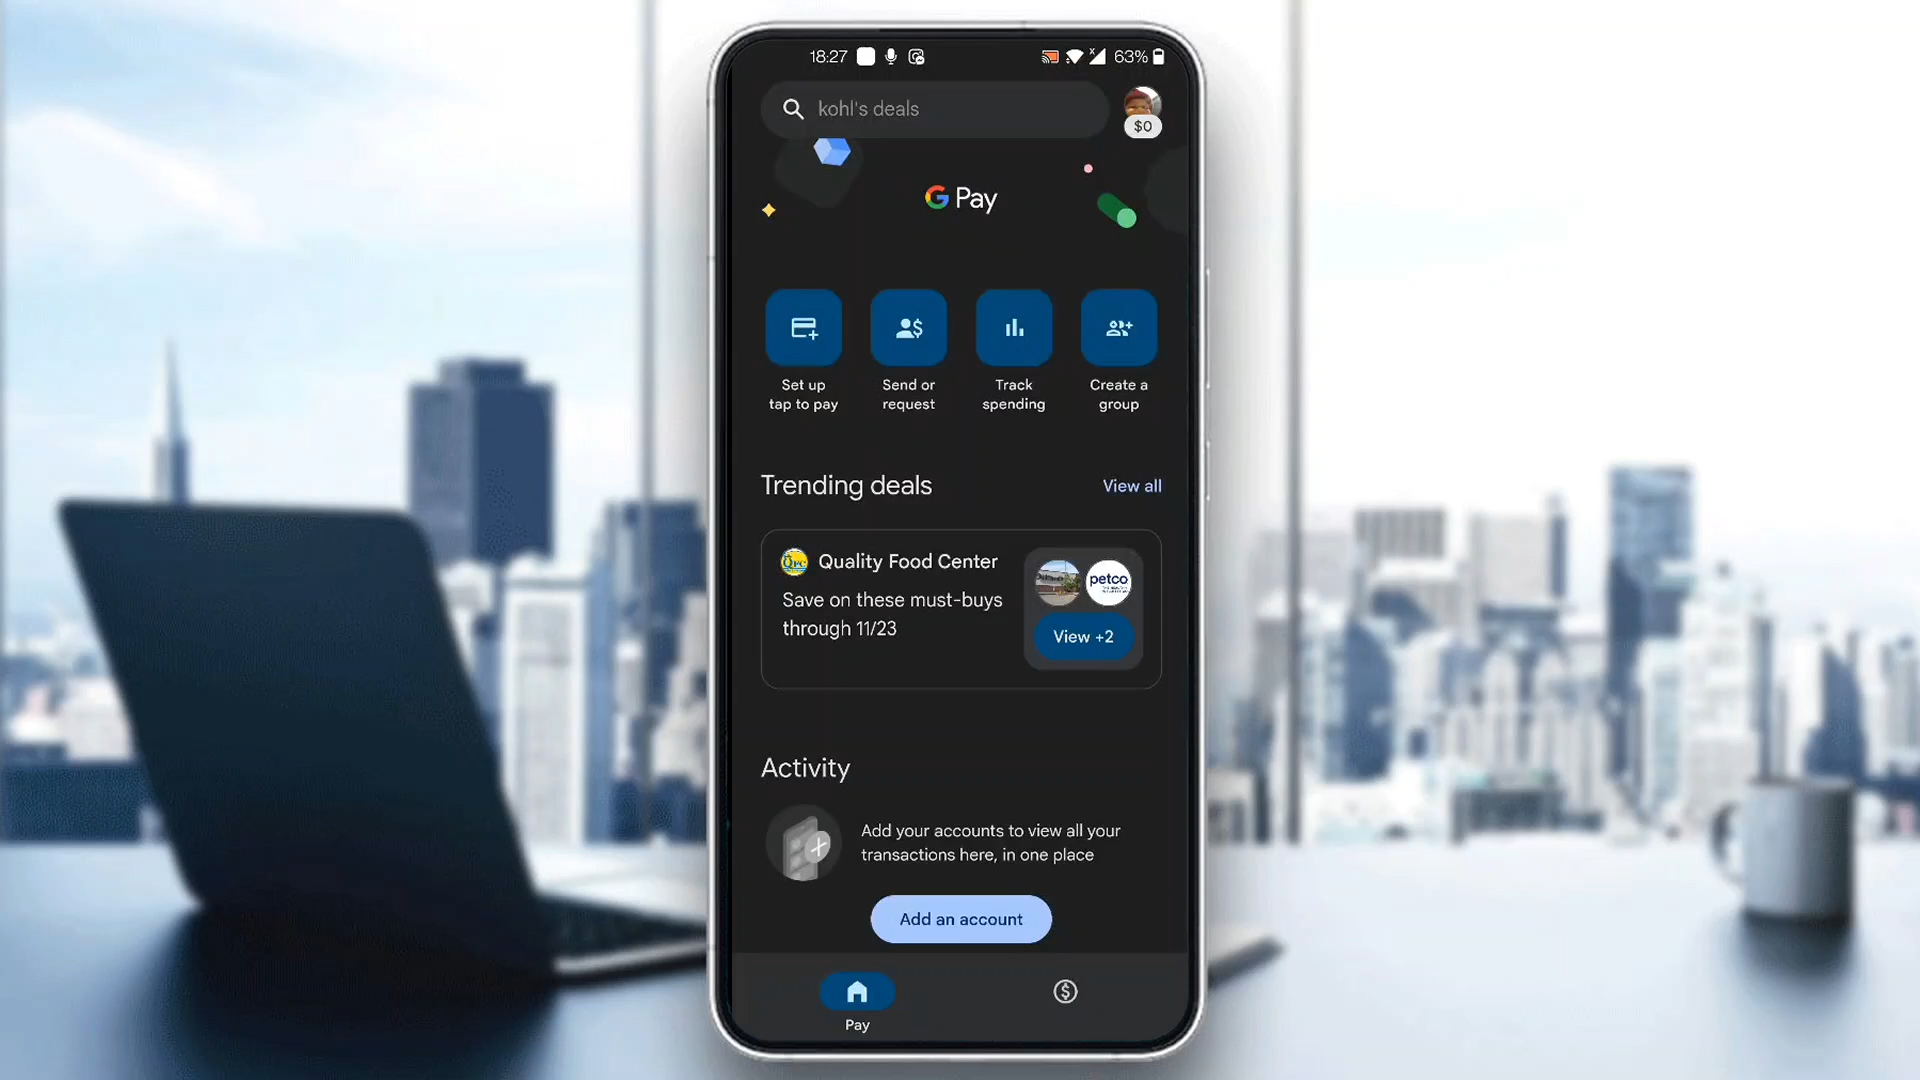 18:27
63%
kohl's deals
$0
G Pay
Set up
tap to pay
Send or
request
Track
spending
Create a
group
Trending deals
View all
Quality Food Center
Save on these must-buys
through 11/23
petco
View +2
Activity
Add your accounts to view all your
transactions here, in one place
Add an account
Pay